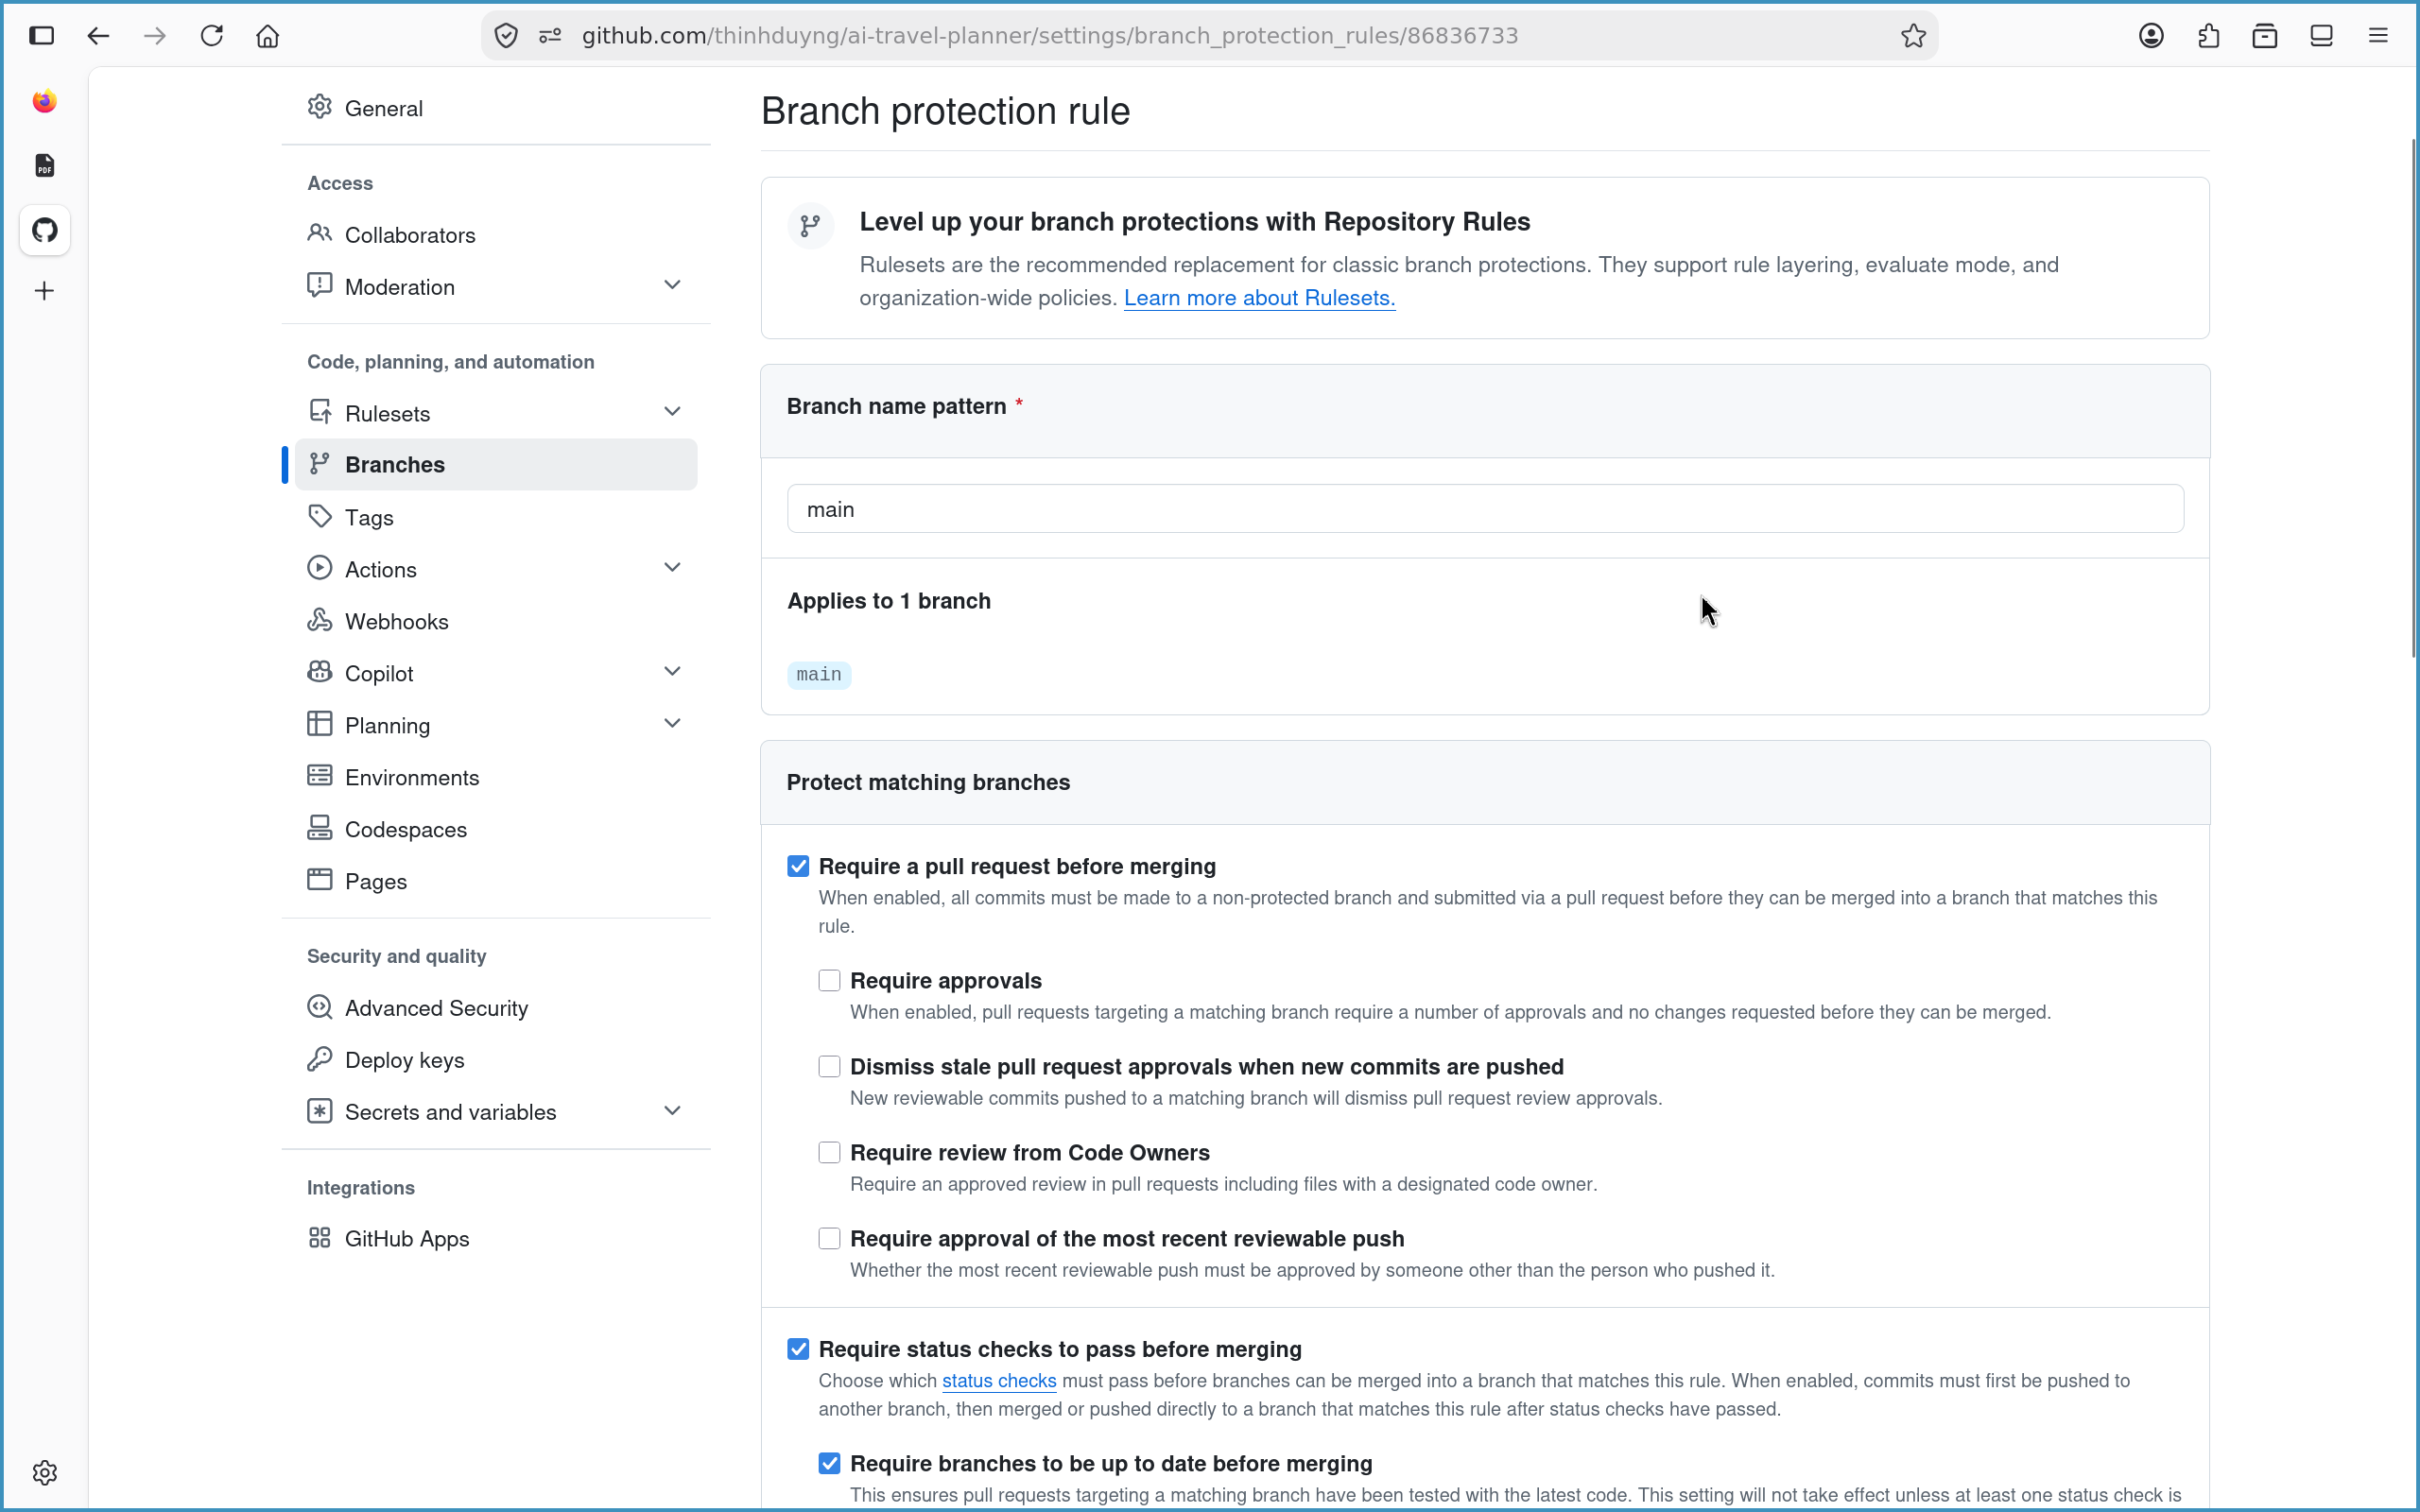 github.com/thinhduyng/ai-travel-planner/settings/branch_protection_rules/86836733
PDF
General
Access
Collaborators
Moderation
Code, planning, and automation
Rulesets
Branches
Tags
Actions
Webhooks
Copilot
Planning
Environments
Codespaces
Pages
Security and quality
Advanced Security
Deploy keys
Secrets and variables
Integrations
GitHub Apps
Branch protection rule
Level up your branch protections with Repository Rules
Rulesets are the recommended replacement for classic branch protections. They support rule layering, evaluate mode, and
organization-wide policies. Learn more about Rulesets.
Branch name pattern *
main
Applies to 1 branch
main
Protect matching branches
Require a pull request before merging
When enabled, all commits must be made to a non-protected branch and submitted via a pull request before they can be merged into a branch that matches this
rule.
Require approvals
When enabled, pull requests targeting a matching branch require a number of approvals and no changes requested before they can be merged.
Dismiss stale pull request approvals when new commits are pushed
New reviewable commits pushed to a matching branch will dismiss pull request review approvals.
Require review from Code Owners
Require an approved review in pull requests including files with a designated code owner.
Require approval of the most recent reviewable push
Whether the most recent reviewable push must be approved by someone other than the person who pushed it.
Require status checks to pass before merging
Choose which status checks must pass before branches can be merged into a branch that matches this rule. When enabled, commits must first be pushed to
another branch, then merged or pushed directly to a branch that matches this rule after status checks have passed.
Require branches to be up to date before merging
This ensures pull requests targeting a matching branch have been tested with the latest code. This setting will not take effect unless at least one status check is